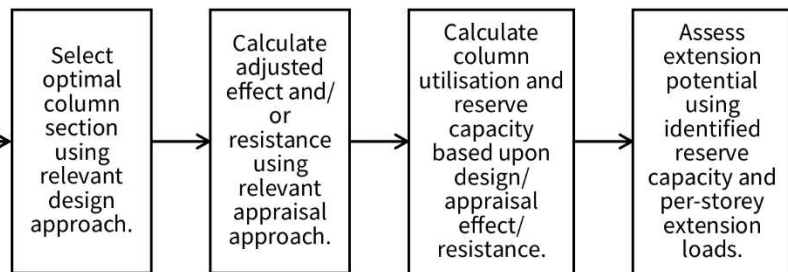 Select
optimal
column
section
using
relevant
design
approach.
Calculate
adjusted
effect and/
or
resistance
using
relevant
appraisal
approach.
Calculate
column
utilisation and
reserve
capacity
based upon
design/
appraisal
effect/
resistance.
Assess
extension
potential
using
identified
reserve
capacity and
per-storey
extension
loads.